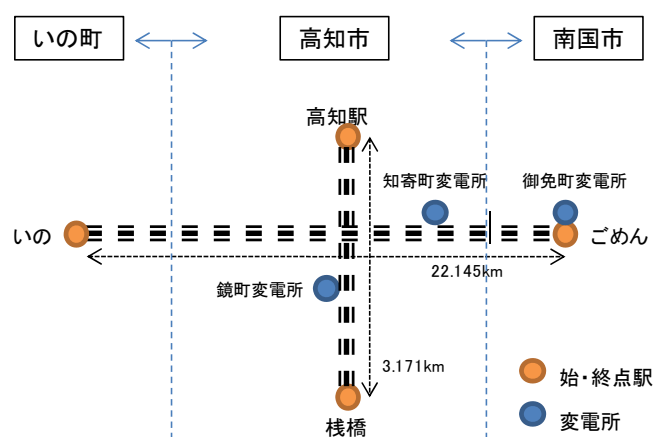 いの町
高知市
南国市
高知駅
知寄町変電所
御免町変電所
いの
ごめん
22.145km
鏡町変電所
3.171km
始・終点駅
変電所
桟橋